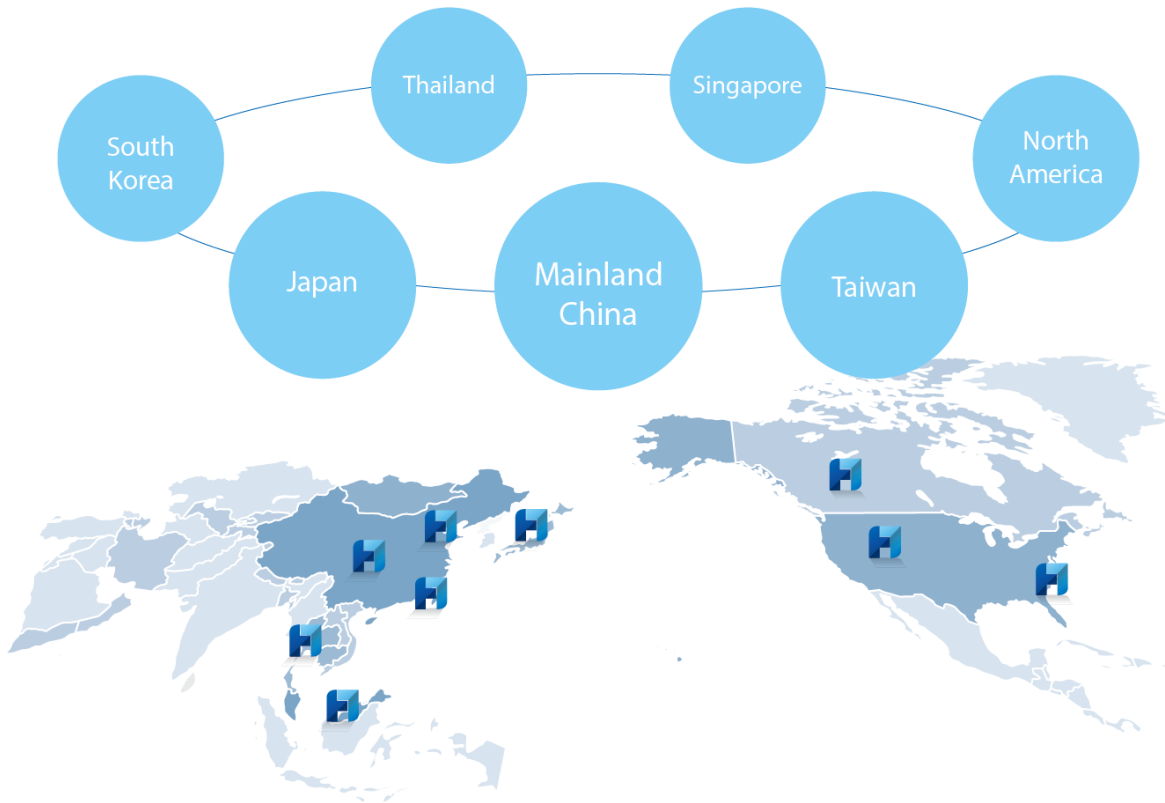 Thailand
Singapore
South
Korea
North
America
Japan
Mainland
China
Taiwan